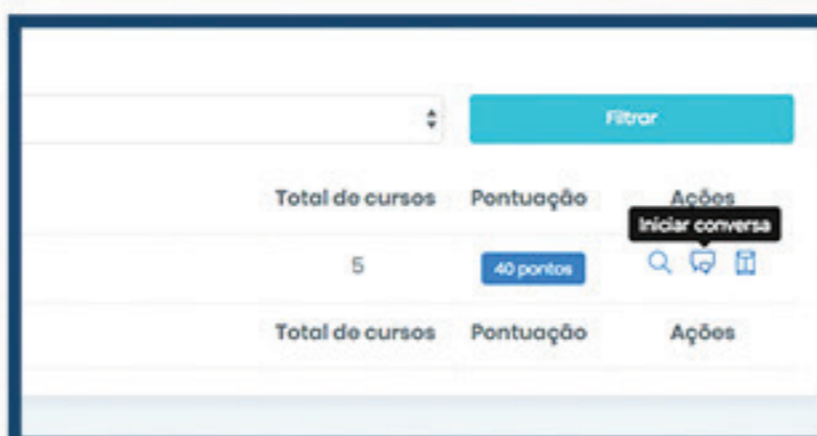 Filtrar
Total de cursos Pontuação Ações
Iniciar conversa
5 40 pontos
Total de cursos Pontuação Ações